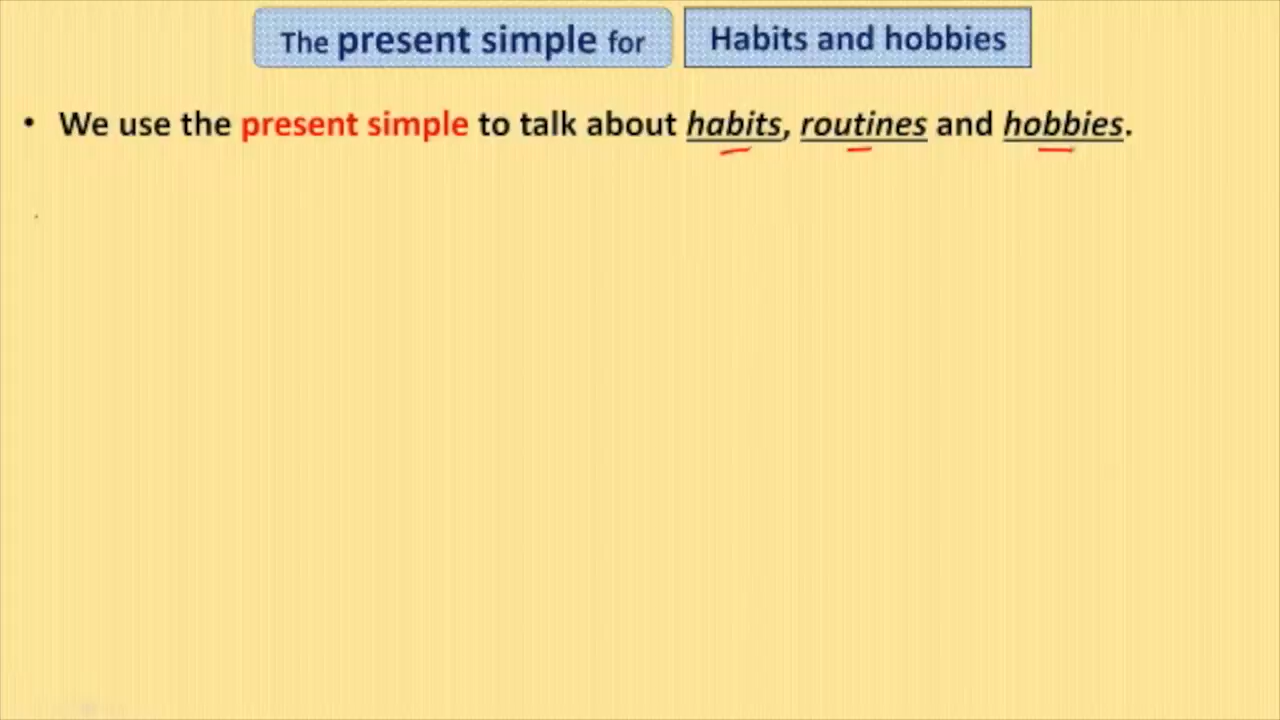 The present simple for Habits and hobbies
• We use the present simple to talk about habits, routines and hobbies.